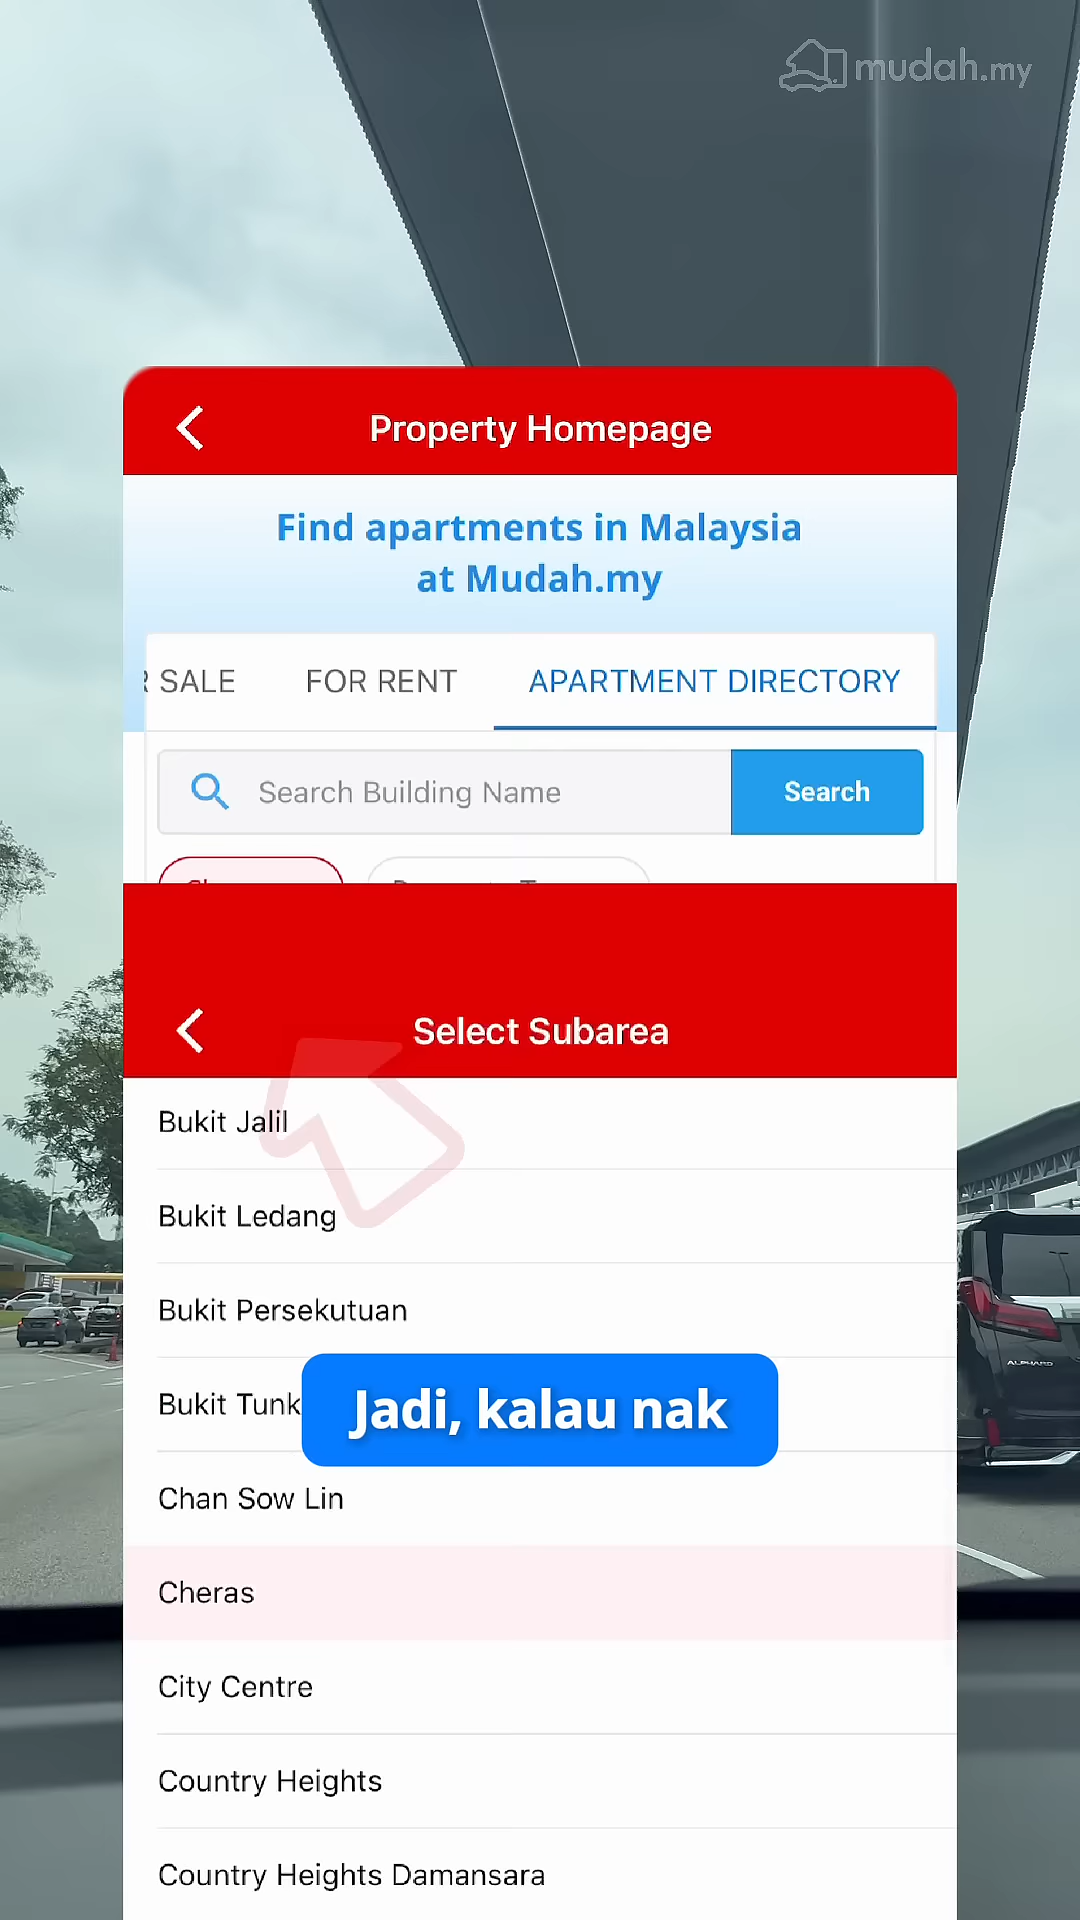 mudah.my
Property Homepage
Find apartments in Malaysia
at Mudah.my
SALE
FOR RENT
APARTMENT DIRECTORY
Search Building Name
Search
Select Subarea
Bukit Jalil
Bukit Ledang
Bukit Persekutuan
Bukit Tunk
Jadi, kalau nak
Chan Sow Lin
Cheras
City Centre
Country Heights
Country Heights Damansara
ALPHARD